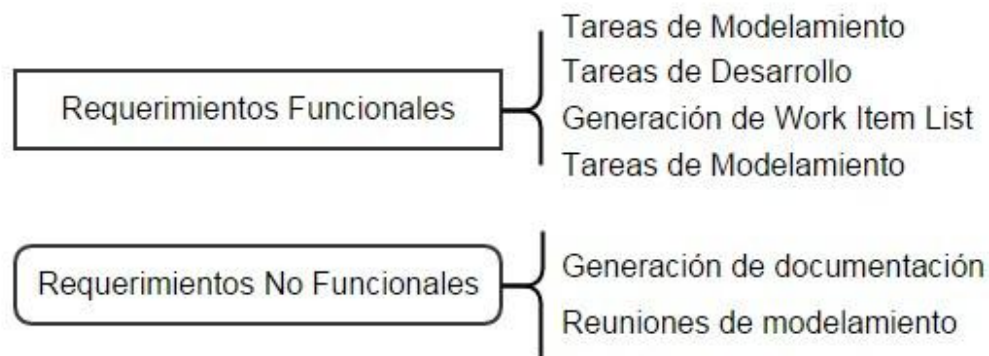 Requerimientos Funcionales
Tareas de Modelamiento
Tareas de Desarrollo
Generación de Work Item List
Tareas de Modelamiento
Requerimientos No Funcionales
Generación de documentación
Reuniones de modelamiento